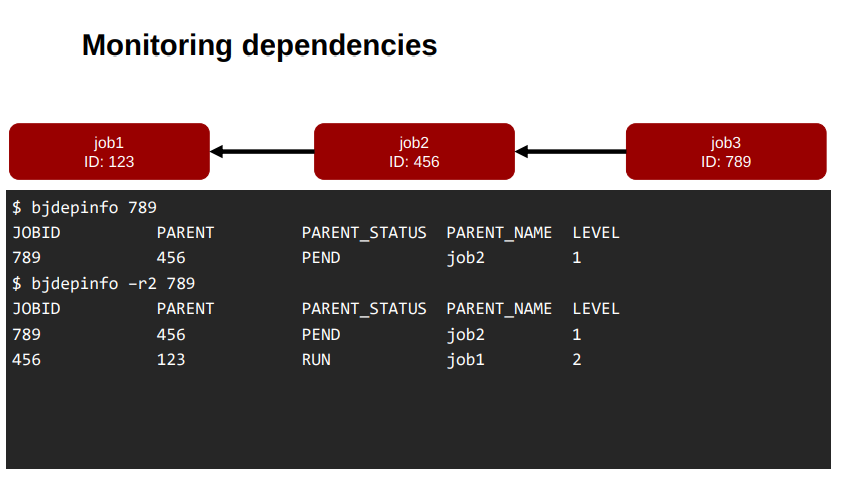 Monitoring dependencies
job1
ID: 123
job2
ID: 456
job3
ID: 789
$ bjdepinfo 789
JOBID PARENT PARENT_STATUS PARENT_NAME LEVEL
789 456 PEND job2 1
$ bjdepinfo –r2 789
JOBID PARENT PARENT_STATUS PARENT_NAME LEVEL
789 456 PEND job2 1
456 123 RUN job1 2